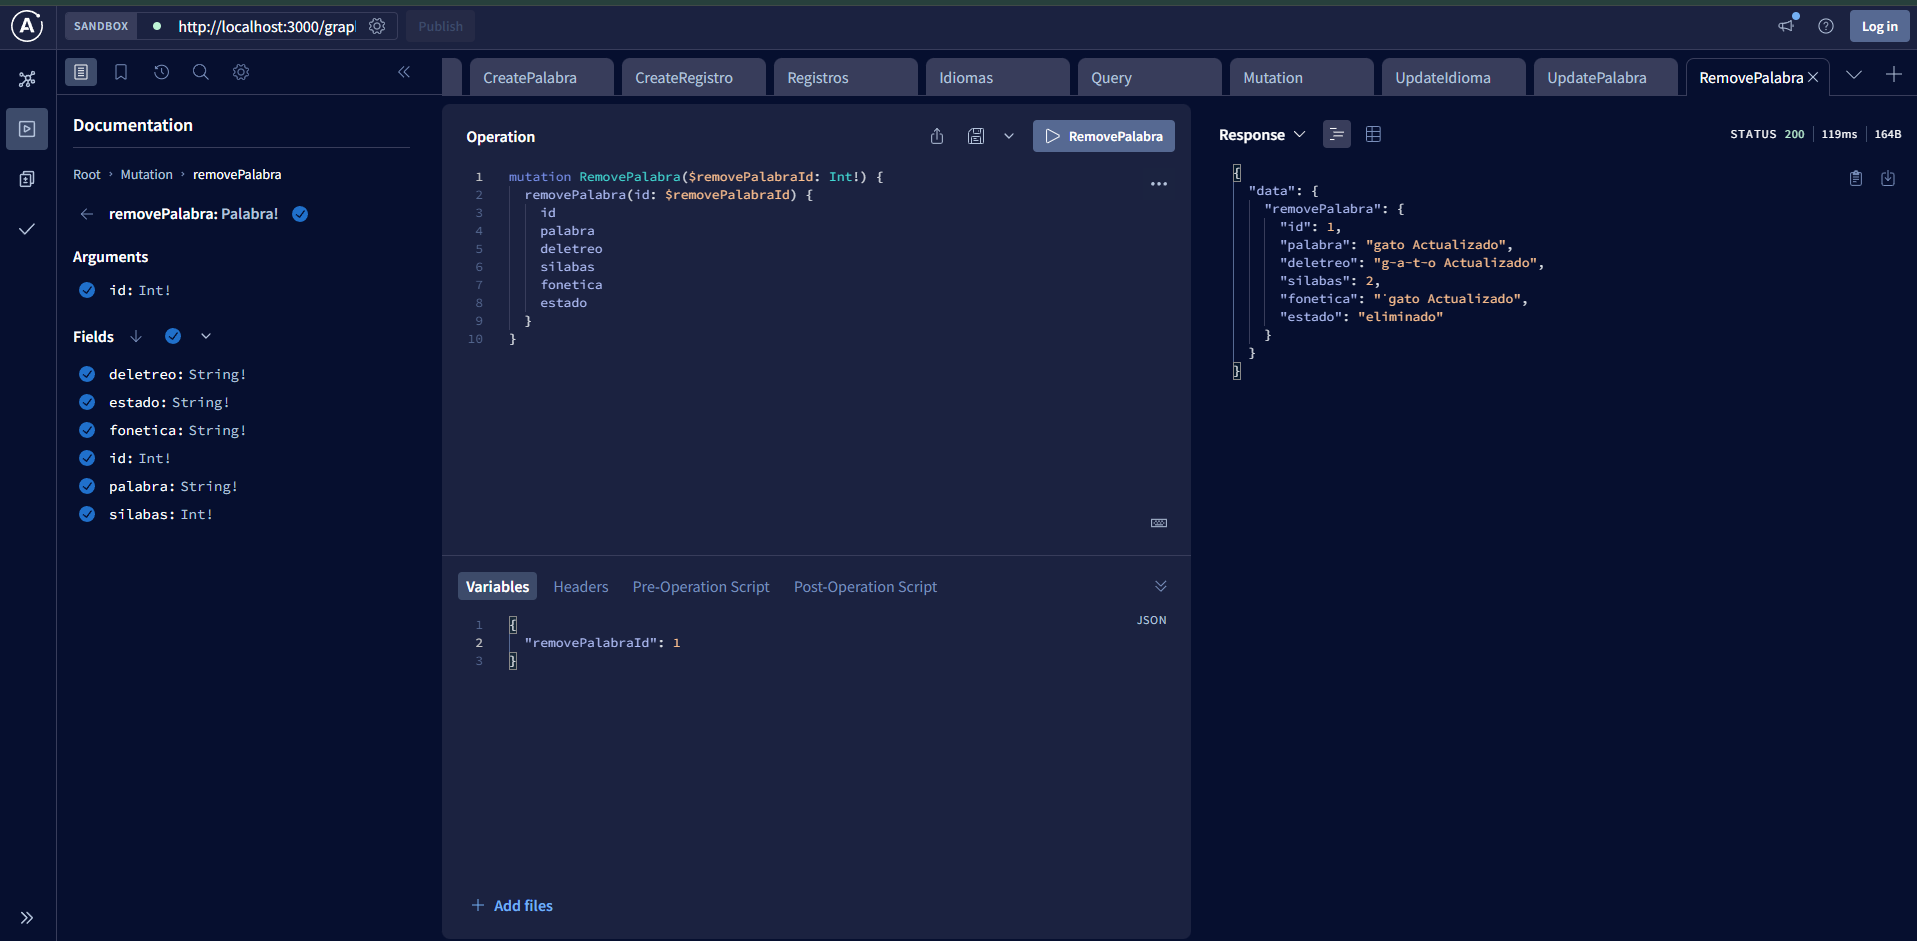 SANDBOX
http://localhost:3000/grap
Publish
Log in
CreatePalabra
CreateRegistro
Registros
Idiomas
Query
Mutation
UpdateIdioma
UpdatePalabra
RemovePalabra
Documentation
Root › Mutation › removePalabra
removePalabra: Palabra!
Arguments
id: Int!
Fields
deletreo: String!
estado: String!
fonetica: String!
id: Int!
palabra: String!
silabas: Int!
Operation
RemovePalabra
1 mutation RemovePalabra($removePalabraId: Int!) {
2 removePalabra(id: $removePalabraId) {
3 id
4 palabra
5 deletreo
6 silabas
7 fonetica
8 estado
9 }
10 }
Variables
Headers
Pre-Operation Script
Post-Operation Script
JSON
1 {
2 "removePalabraId": 1
3 }
Add files
Response
STATUS 200
119ms
164B
{
"data": {
"removePalabra": {
"id": 1,
"palabra": "gato Actualizado",
"deletreo": "g-a-t-o Actualizado",
"silabas": 2,
"fonetica": "ˈgato Actualizado",
"estado": "eliminado"
}
}
}